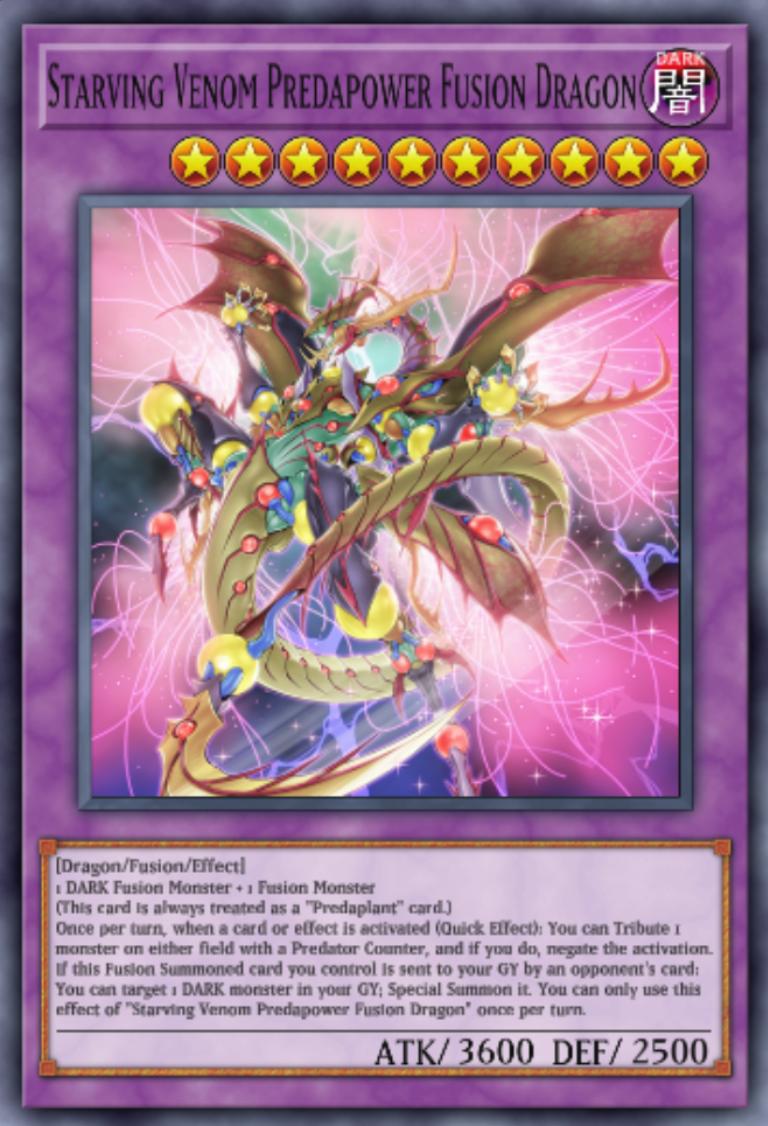 Starving Venom Predapower Fusion Dragon
DARK
闇
[Dragon/Fusion/Effect]
1 DARK Fusion Monster + 1 Fusion Monster
(This card is always treated as a "Predaplant" card.)
Once per turn, when a card or effect is activated (Quick Effect): You can Tribute 1
monster on either field with a Predator Counter, and if you do, negate the activation.
If this Fusion Summoned card you control is sent to your GY by an opponent's card:
You can target 1 DARK monster in your GY; Special Summon it. You can only use this
effect of "Starving Venom Predapower Fusion Dragon" once per turn.
ATK/ 3600 DEF/ 2500